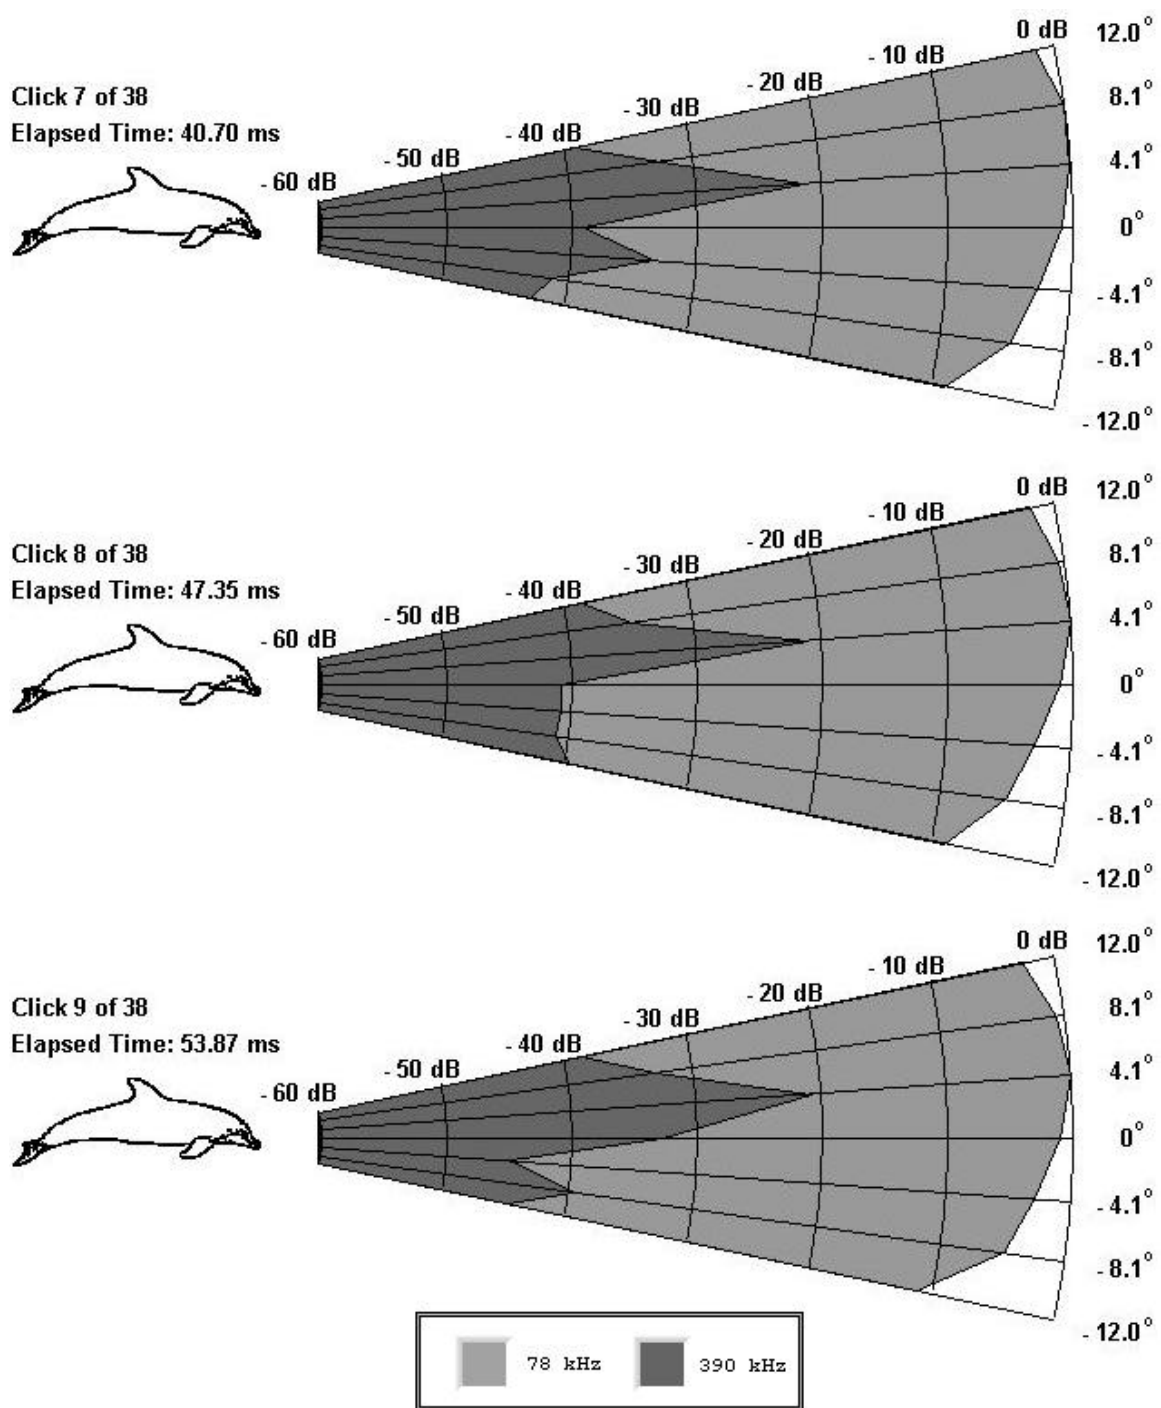 0 dB 12.0°
- 10 dB
- 20 dB
Click 7 of 38 - 30 dB 8.1°
Elapsed Time: 40.70 ms - 40 dB
- 50 dB 4.1°
- 60 dB
0°
- 4.1°
- 8.1°
- 12.0°
0 dB 12.0°
- 10 dB
- 20 dB
Click 8 of 38 - 30 dB 8.1°
Elapsed Time: 47.35 ms - 40 dB
- 50 dB 4.1°
- 60 dB
0°
- 4.1°
- 8.1°
- 12.0°
0 dB 12.0°
- 10 dB
- 20 dB
Click 9 of 38 - 30 dB 8.1°
Elapsed Time: 53.87 ms - 40 dB
- 50 dB 4.1°
- 60 dB
0°
- 4.1°
- 8.1°
- 12.0°
78 kHz 390 kHz